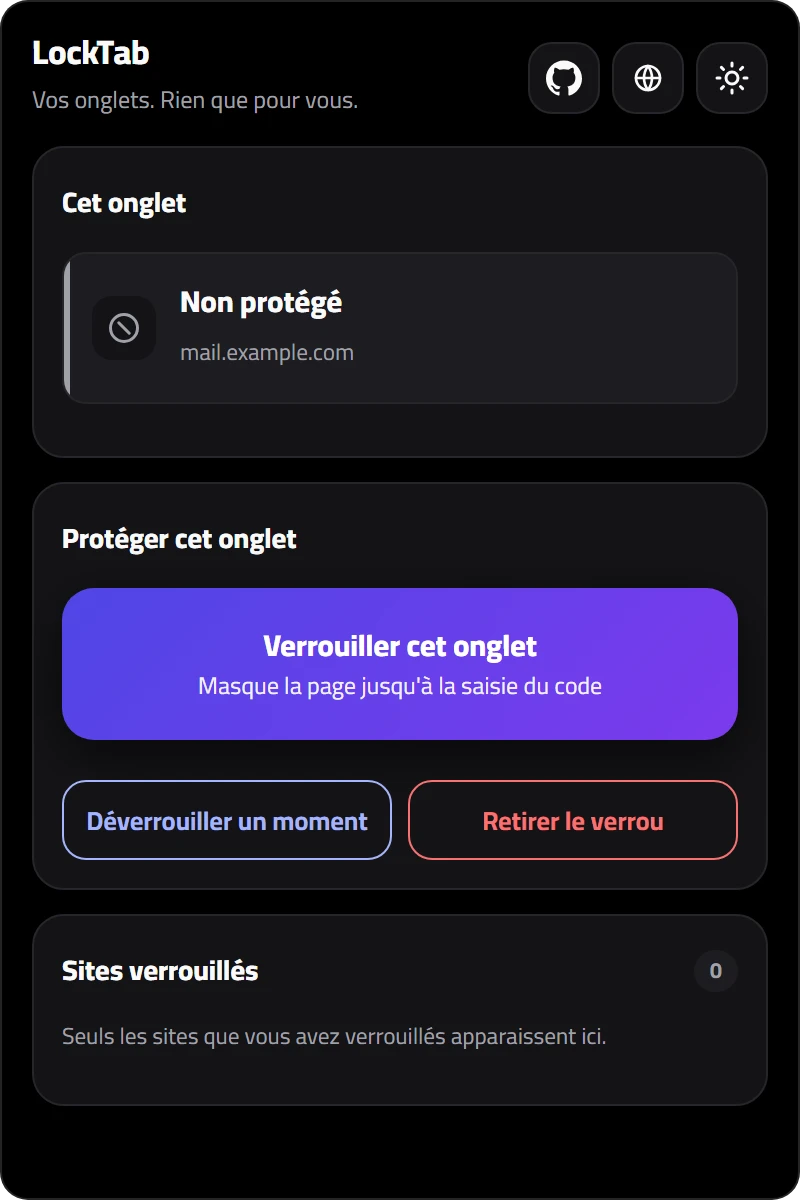 LockTab
Vos onglets. Rien que pour vous.
Cet onglet
Non protégé
mail.example.com
Protéger cet onglet
Verrouiller cet onglet
Masque la page jusqu'à la saisie du code
Déverrouiller un moment
Retirer le verrou
Sites verrouillés
0
Seuls les sites que vous avez verrouillés apparaissent ici.